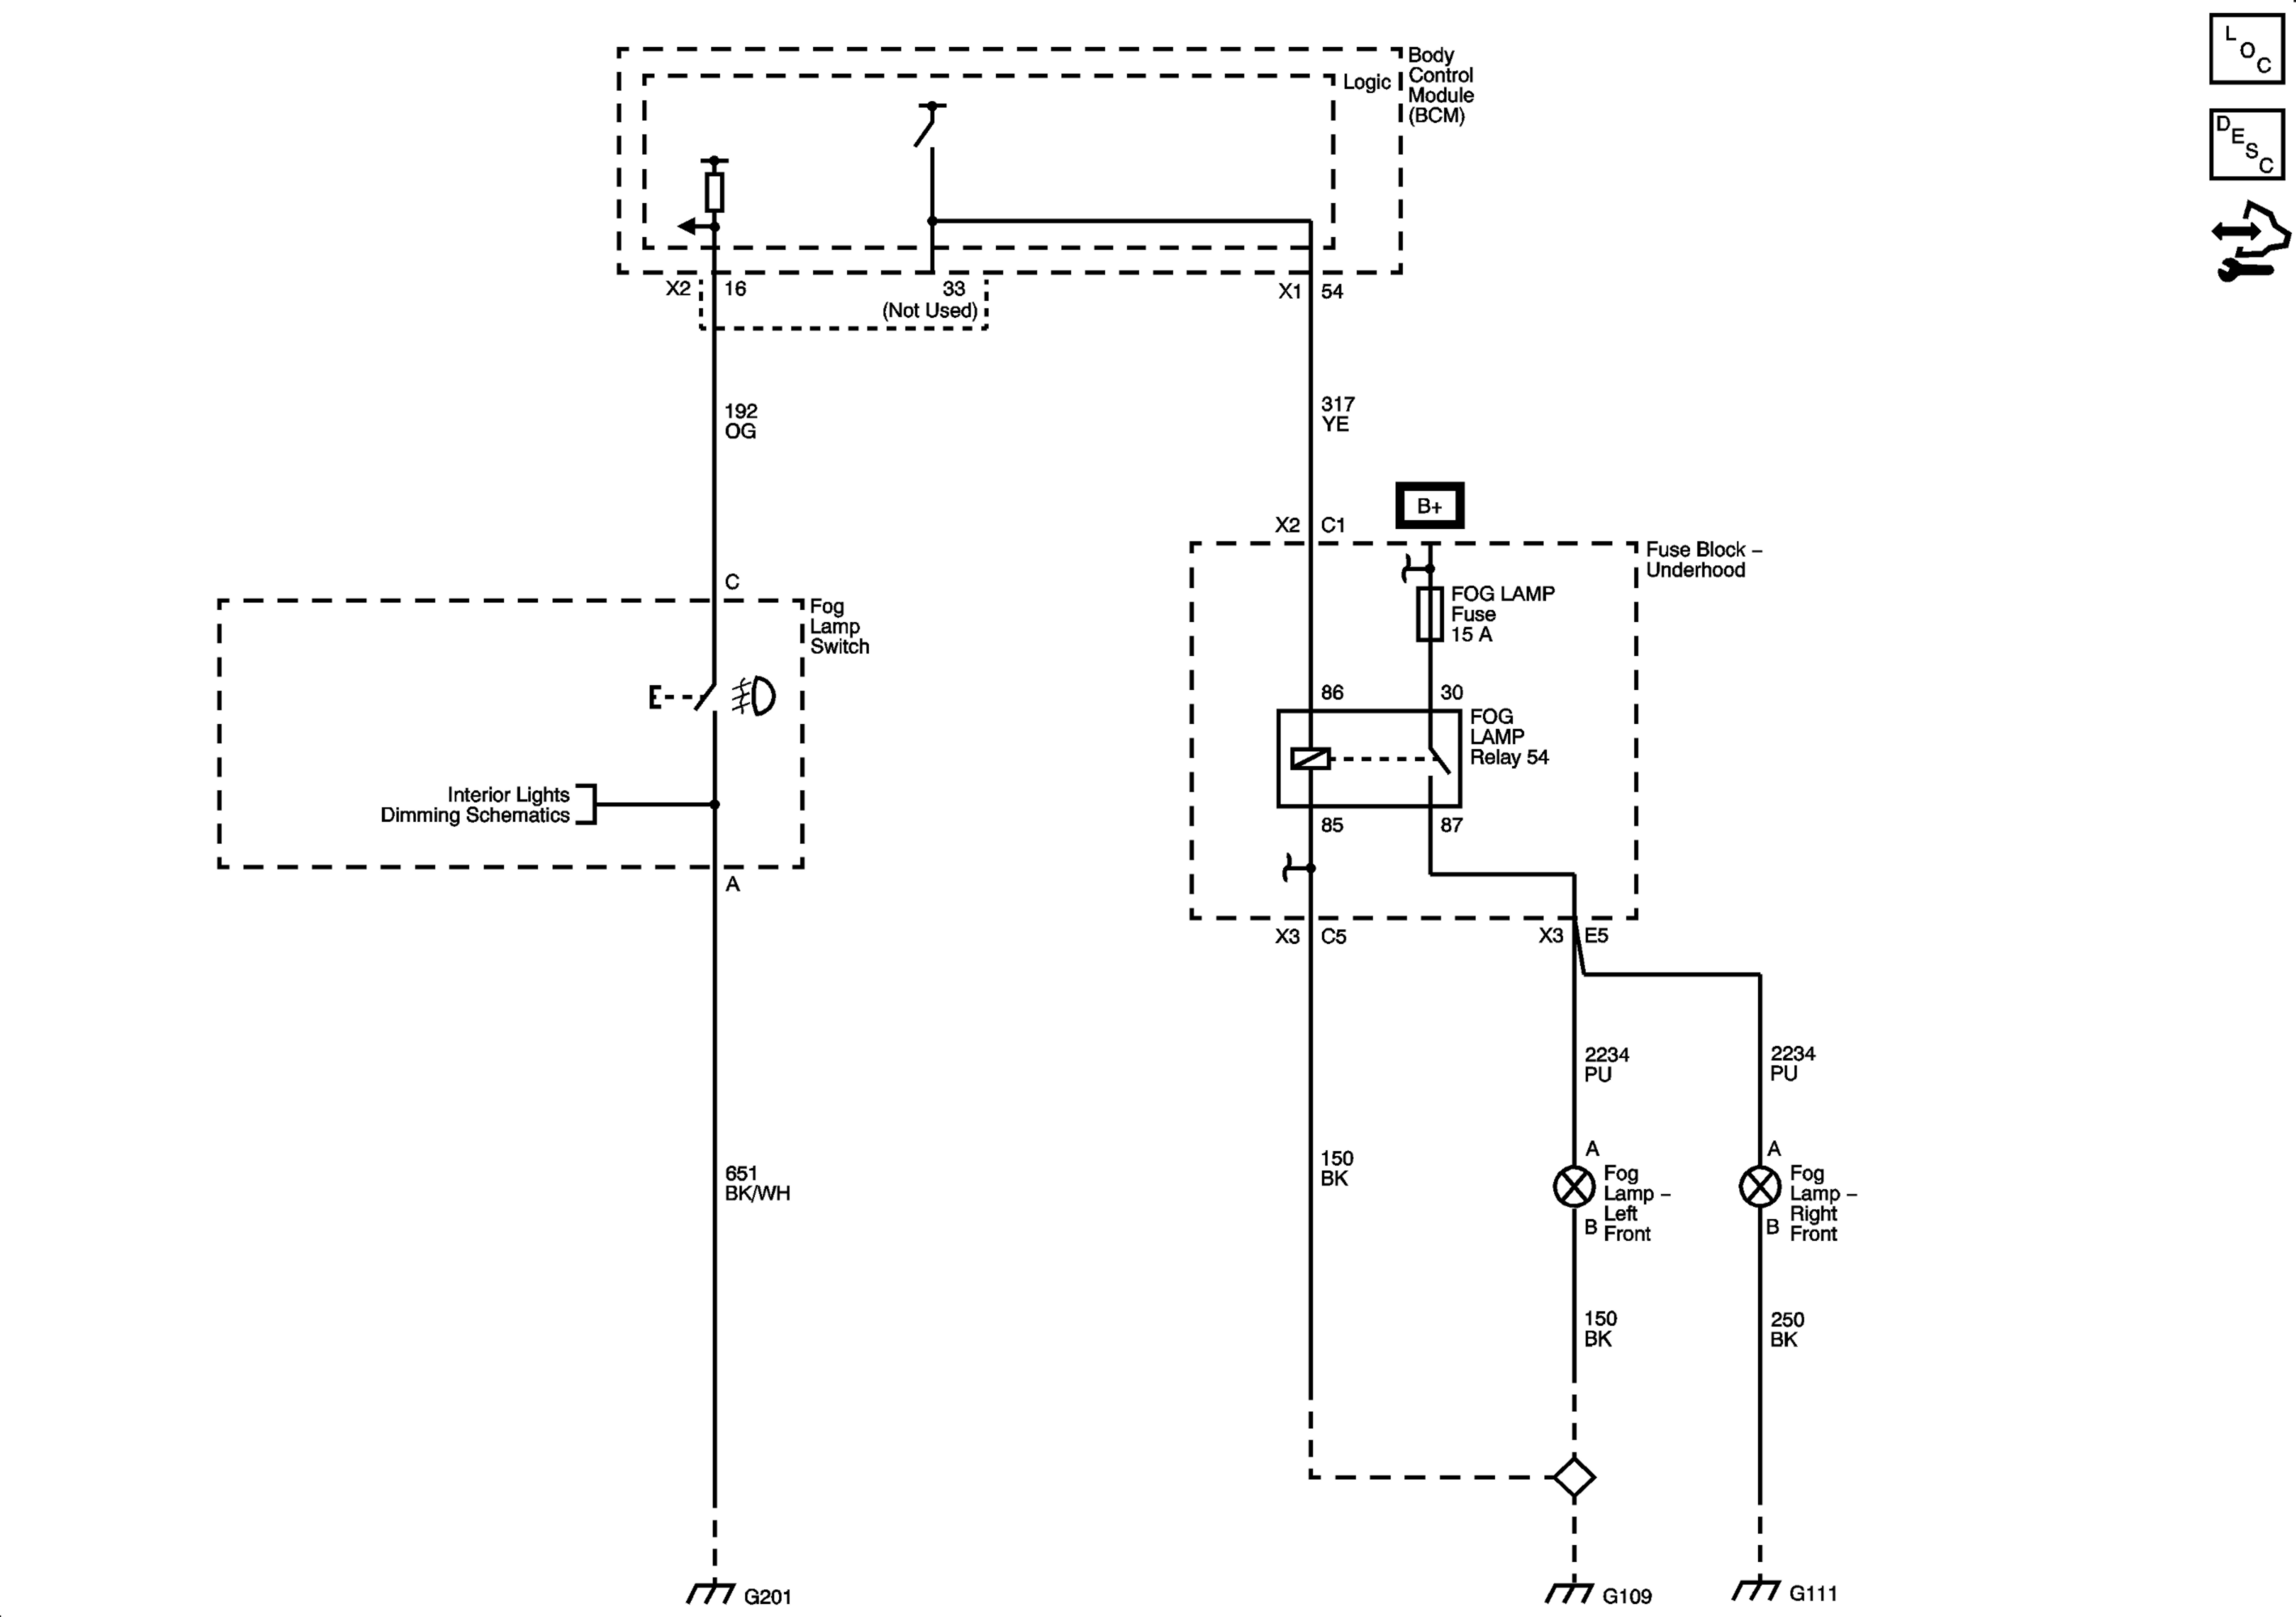 Body
Control
Module
(BCM)
Logic
LOC
DESC
X2 16
33
(Not Used)
X1 54
192
OG
317
YE
B+
X2 C1
Fuse Block –
Underhood
FOG LAMP
Fuse
15 A
C
Fog
Lamp
Switch
86
30
FOG
LAMP
Relay 54
E
Interior Lights
Dimming Schematics
85
87
A
X3 C5
X3 E5
2234
PU
2234
PU
A
Fog
Lamp –
Left
Front
B
A
Fog
Lamp –
Right
Front
B
150
BK
651
BK/WH
150
BK
250
BK
G201
G109
G111